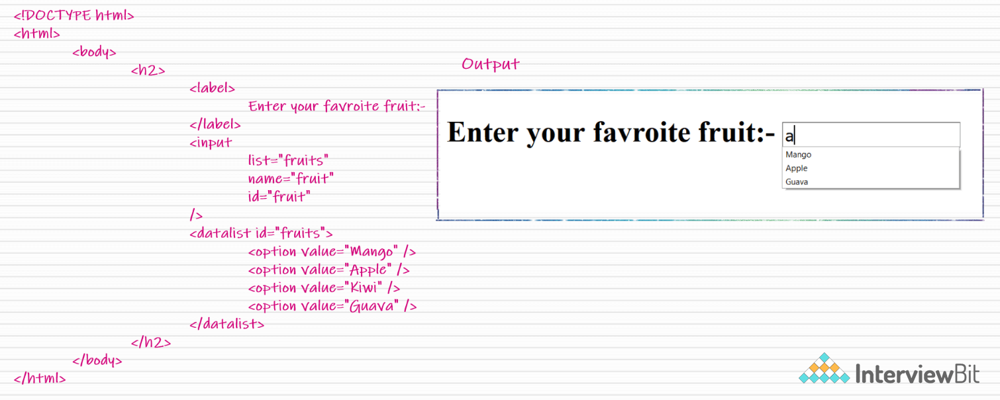 <!DOCTYPE html>
<html>
<body>
<h2>
<label>
Enter your favroite fruit:-
</label>
<input
list="fruits"
name="fruit"
id="fruit"
/>
<datalist id="fruits">
<option value="Mango" />
<option value="Apple" />
<option value="Kiwi" />
<option value="Guava" />
</datalist>
</h2>
</body>
</html>
Output
Enter your favroite fruit:- a
Mango
Apple
Guava
InterviewBit